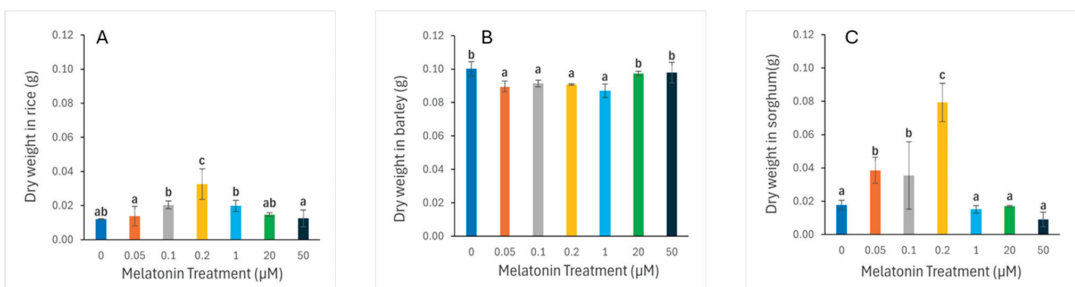 A
Dry weight in rice (g)
0.12
0.10
0.08
0.06
0.04
0.02
0.00
ab
a
b
c
b
ab
a
0 0.05 0.1 0.2 1 20 50
Melatonin Treatment (µM)
B
Dry weight in barley (g)
0.12
0.10
0.08
0.06
0.04
0.02
0.00
b
a
a
a
a
b
b
0 0.05 0.1 0.2 1 20 50
Melatonin Treatment (µM)
C
Dry weight in sorghum(g)
0.12
0.10
0.08
0.06
0.04
0.02
0.00
a
b
b
c
a
a
a
0 0.05 0.1 0.2 1 20 50
Melatonin Treatment (µM)